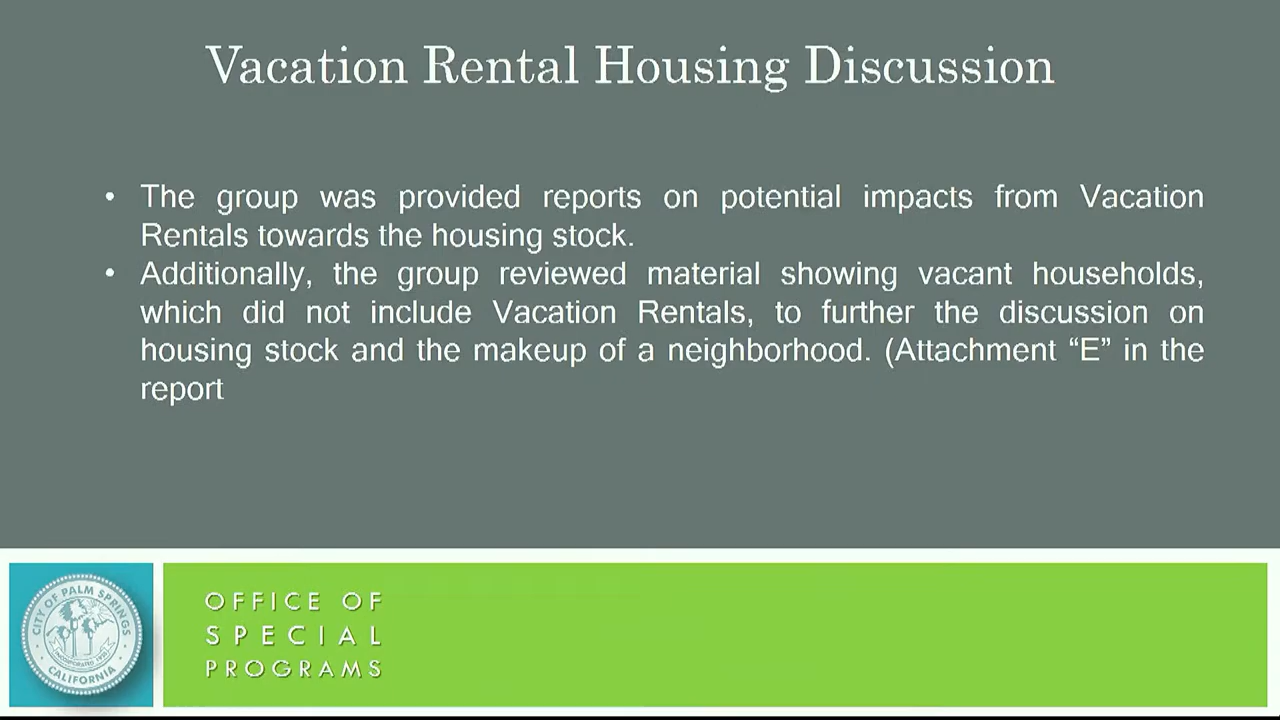 Vacation Rental Housing Discussion
• The group was provided reports on potential impacts from Vacation
Rentals towards the housing stock.
• Additionally, the group reviewed material showing vacant households,
which did not include Vacation Rentals, to further the discussion on
housing stock and the makeup of a neighborhood. (Attachment “E” in the
report
CITY OF PALM SPRINGS
INCORPORATED 1938
CALIFORNIA
OFFICE OF
SPECIAL
PROGRAMS